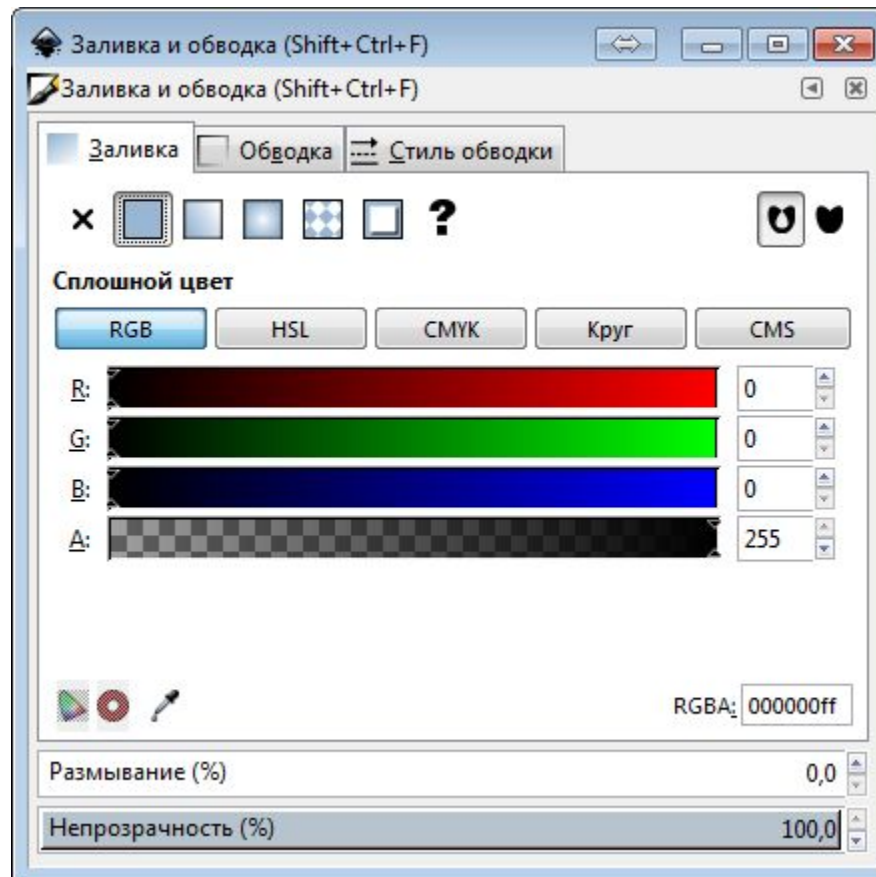 Заливка и обводка (Shift+Ctrl+F)
Заливка и обводка (Shift+Ctrl+F)
Заливка Обводка Стиль обводки
?
Сплошной цвет
RGB HSL CMYK Круг CMS
R: 0
G: 0
B: 0
A: 255
RGBA: 000000ff
Размывание (%) 0,0
Непрозрачность (%) 100,0